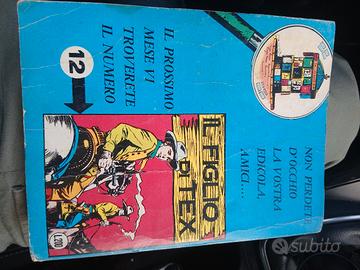 NON PERDETE
D'OCCHIO
LA VOSTRA
EDICOLA,
AMICI....
IL PROSSIMO
MESE VI
TROVERETE
IL NUMERO
12
IL FIGLIO
DI TEX
L.200
subito